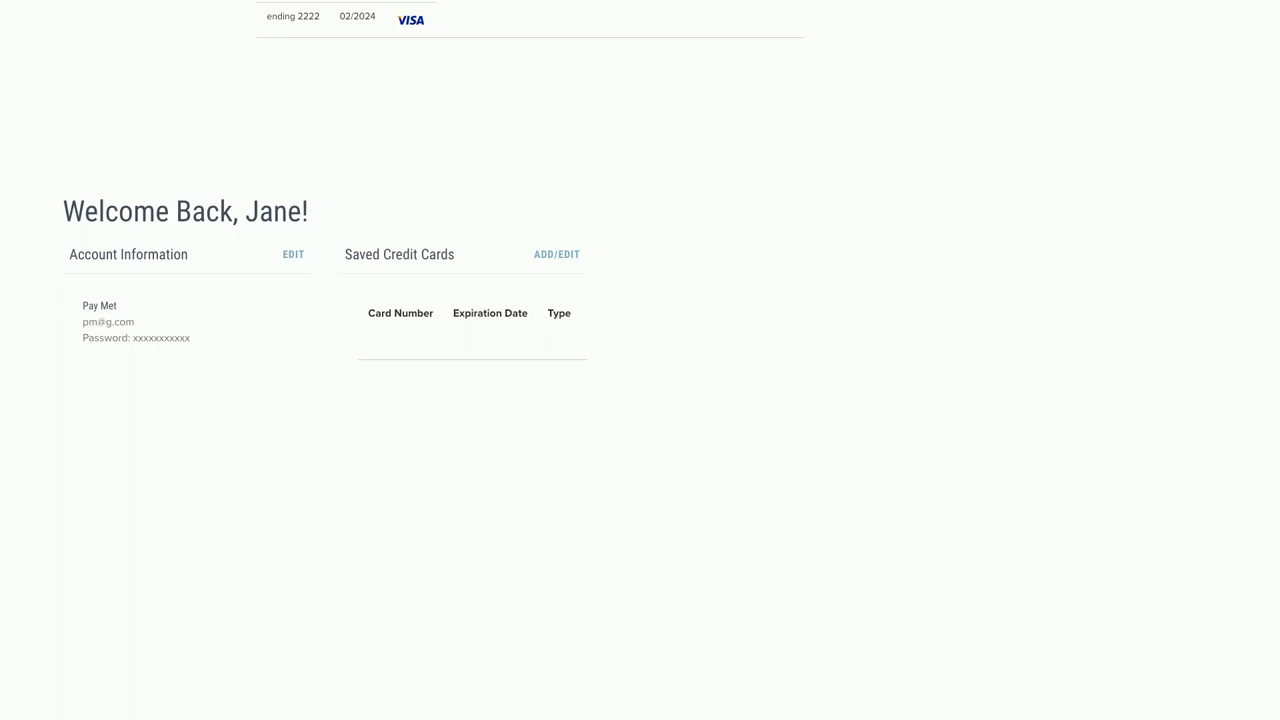 ending 2222 02/2024 VISA
Welcome Back, Jane!
Account Information EDIT Saved Credit Cards ADD/EDIT
Pay Met
pm@g.com
Password: xxxxxxxxxxx
Card Number Expiration Date Type